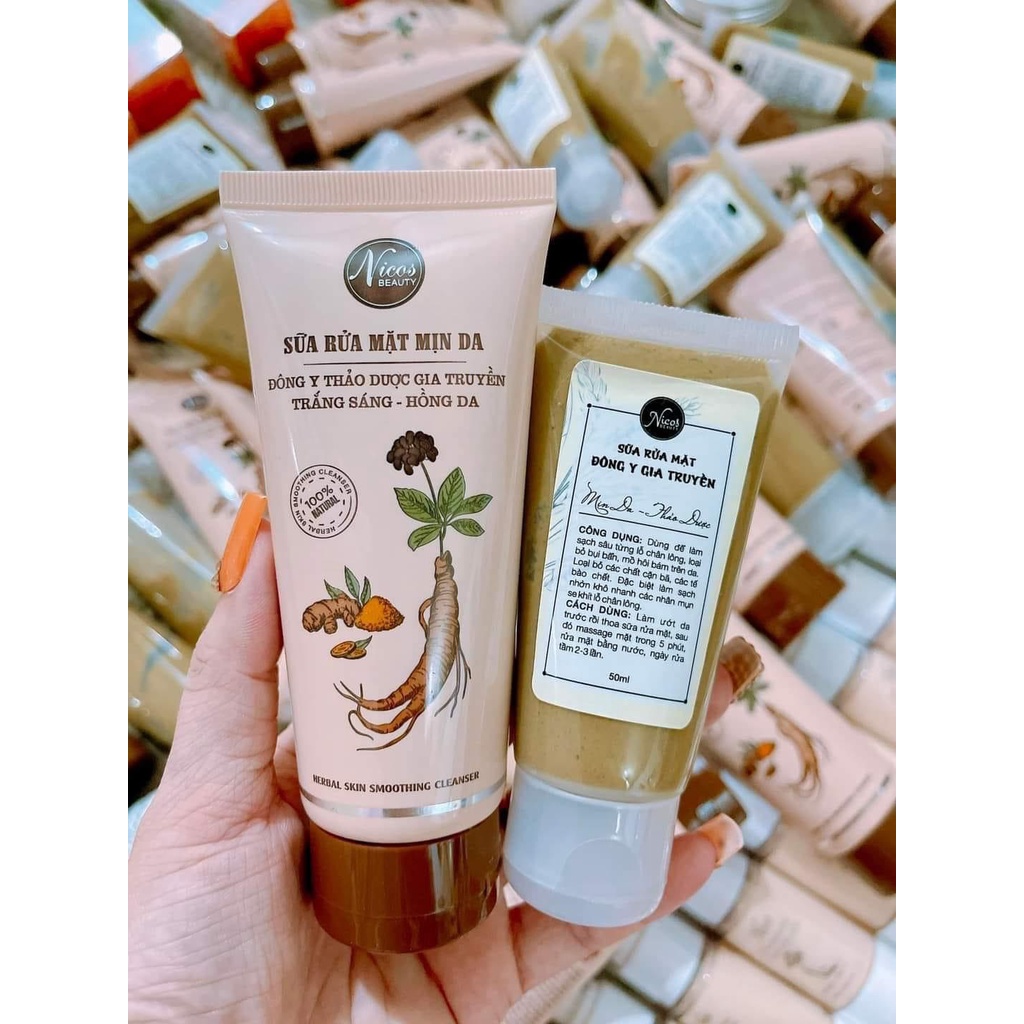 Nicos
BEAUTY
SỮA RỬA MẶT MỊN DA
ĐÔNG Y THẢO DƯỢC GIA TRUYỀN
TRẮNG SÁNG - HỒNG DA
HERBAL SKIN SMOOTHING CLEANSER
100%
NATURAL
HERBAL SKIN SMOOTHING CLEANSER
Nicos
BEAUTY
SỮA RỬA MẶT
ĐÔNG Y GIA TRUYỀN
Mịn Da - Thảo Dược
CÔNG DỤNG: Dùng để làm
sạch sâu từng lỗ chân lông, loại
bỏ bụi bẩn, mồ hôi bám trên da.
Loại bỏ các chất cặn bã, các tế
bào chết. Đặc biệt làm sạch
nhờn khô nhanh các nhân mụn
se khít lỗ chân lông.
CÁCH DÙNG: Làm ướt da
trước rồi thoa sữa rửa mặt, sau
đó massage mặt trong 5 phút,
rửa mặt bằng nước, ngày rửa
tầm 2-3 lần.
50ml